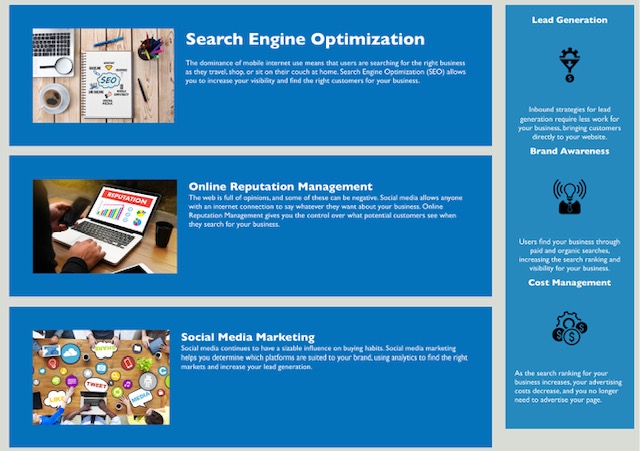 Search Engine Optimization
The dominance of mobile internet use means that users are searching for the right business
as they travel, shop, or sit on their couch at home. Search Engine Optimization (SEO) allows
you to increase your visibility and find the right customers for your business.
SEO
Online Reputation Management
The web is full of opinions, and some of these can be negative. Social media allows anyone
with an internet connection to say whatever they want about your business. Online
Reputation Management gives you the control over what potential customers see when
they search for your business.
REPUTATION
Social Media Marketing
Social media continues to have a sizable influence on buying habits. Social media marketing
helps you determine which platforms are suited to your brand, using analytics to find the right
markets and increase your lead generation.
SHARE
TWEET
LIKE
MEDIA
Lead Generation
Inbound strategies for lead
generation require less work for
your business, bringing customers
directly to your website.
Brand Awareness
Users find your business through
paid and organic searches,
increasing the search ranking and
visibility for your business.
Cost Management
As the search ranking for your
business increases, your advertising
costs decrease, and you no longer
need to advertise your page.